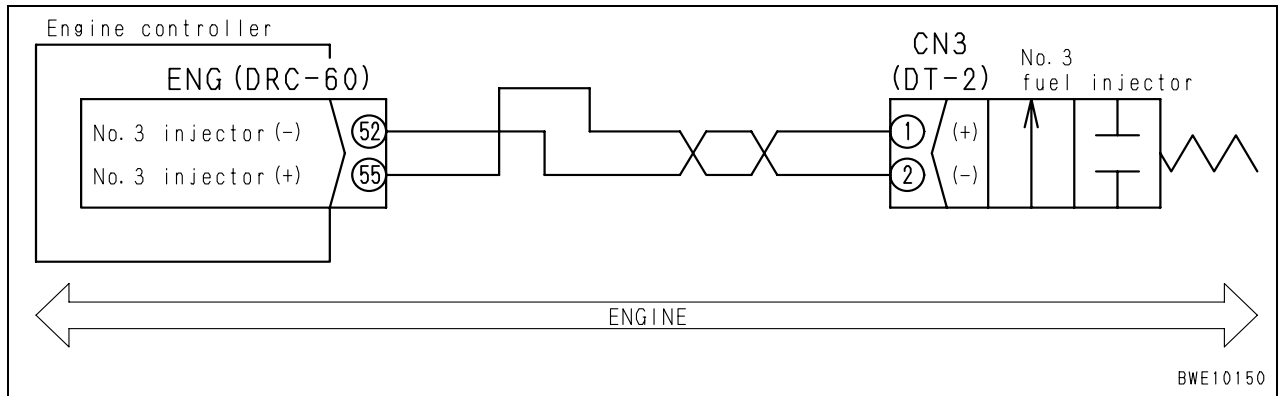 Engine controller
ENG (DRC-60)
No. 3 injector (-) 52
No. 3 injector (+) 55
CN3
(DT-2)
No. 3
fuel injector
1 (+)
2 (-)
ENGINE
BWE10150